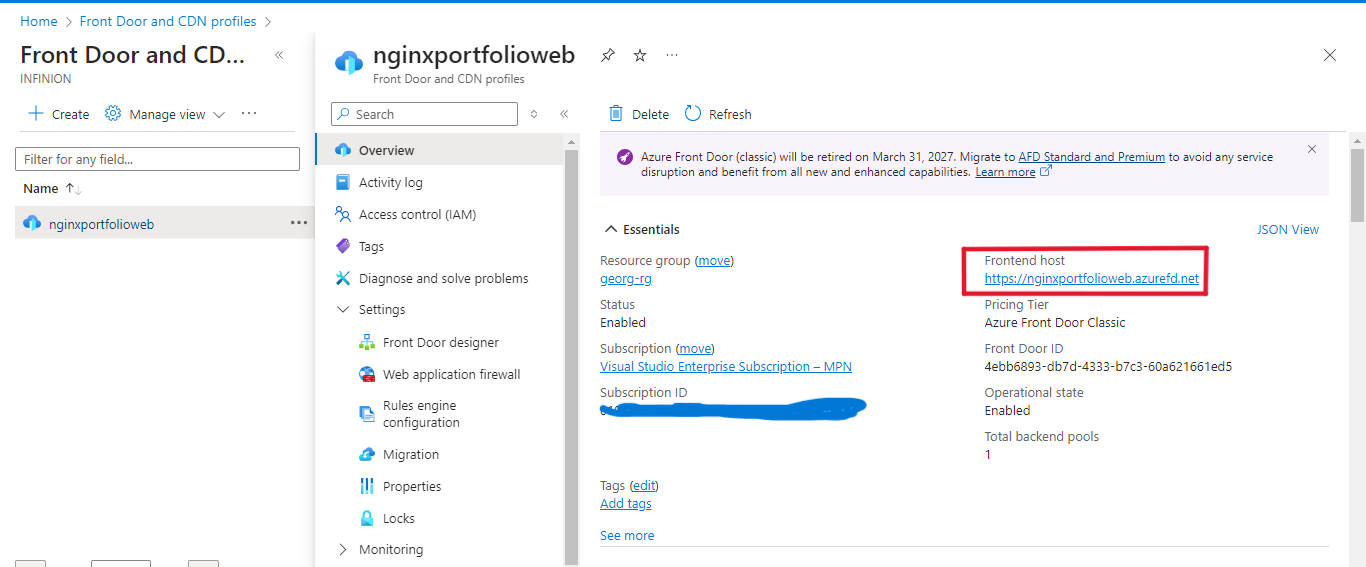 Home > Front Door and CDN profiles >
Front Door and CD... «
INFINION
+ Create Manage view ...
Filter for any field...
Name ↑↓
nginxportfolioweb ...
nginxportfolioweb ...
Front Door and CDN profiles
Search «
Overview
Activity log
Access control (IAM)
Tags
Diagnose and solve problems
Settings
Front Door designer
Web application firewall
Rules engine
configuration
Migration
Properties
Locks
Monitoring
Delete Refresh
Azure Front Door (classic) will be retired on March 31, 2027. Migrate to AFD Standard and Premium to avoid any service
disruption and benefit from all new and enhanced capabilities. Learn more
Essentials JSON View
Resource group (move)
georg-rg
Status
Enabled
Subscription (move)
Visual Studio Enterprise Subscription – MPN
Subscription ID
Frontend host
https://nginxportfolioweb.azurefd.net
Pricing Tier
Azure Front Door Classic
Front Door ID
4ebb6893-db7d-4333-b7c3-60a621661ed5
Operational state
Enabled
Total backend pools
1
Tags (edit)
Add tags
See more